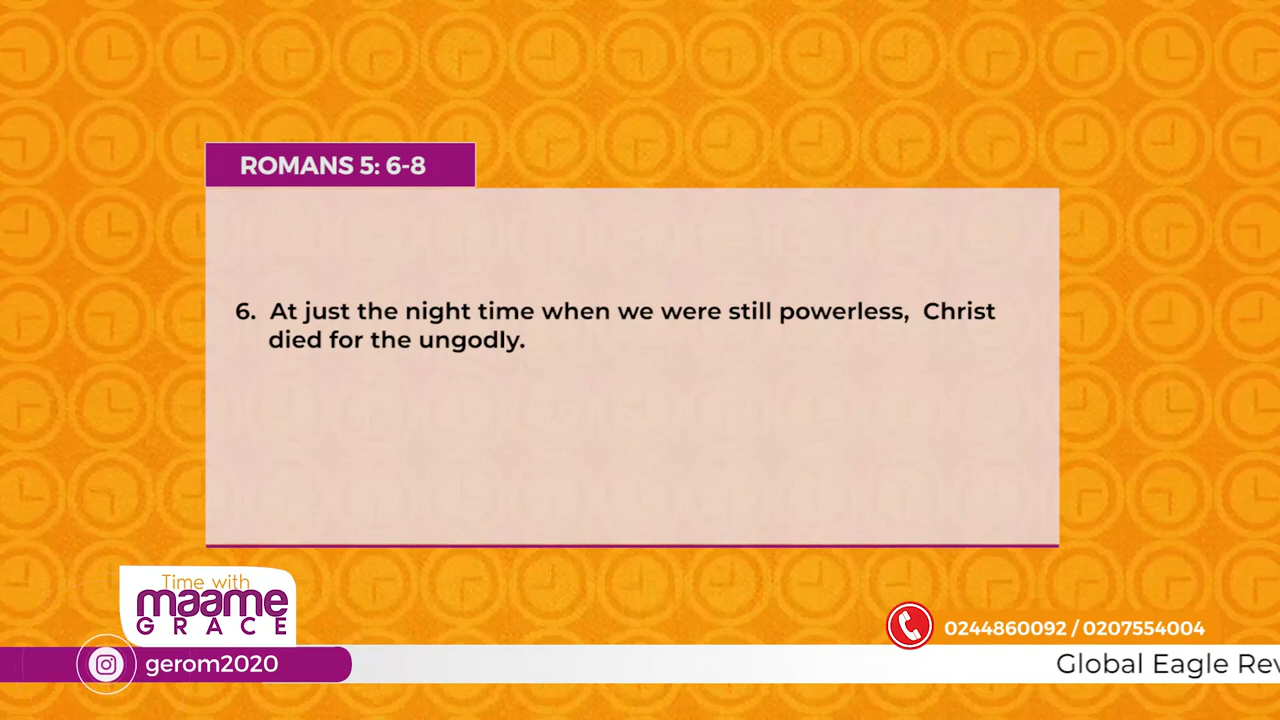 ROMANS 5: 6-8
6. At just the night time when we were still powerless, Christ
died for the ungodly.
Time with
maame
GRACE
0244860092 / 0207554004
gerom2020
Global Eagle Rev